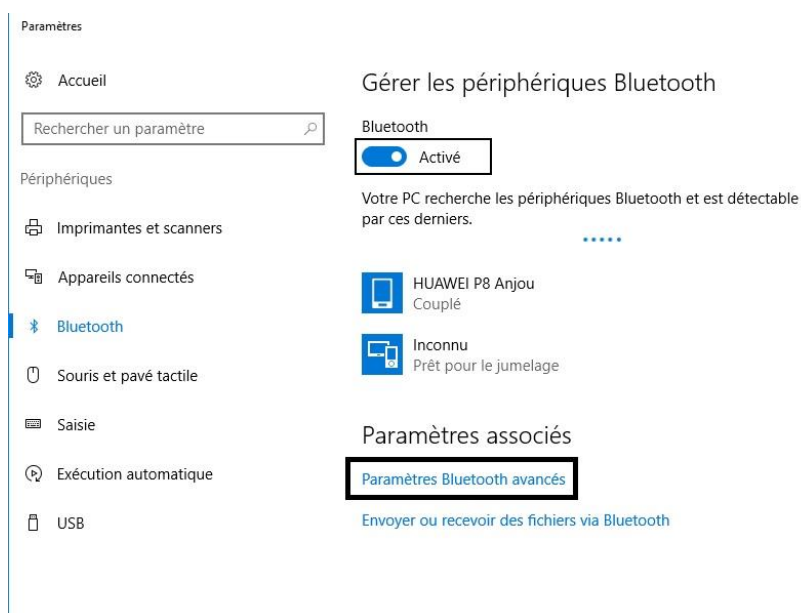 Paramètres
Accueil
Rechercher un paramètre
Périphériques
Imprimantes et scanners
Appareils connectés
Bluetooth
Souris et pavé tactile
Saisie
Exécution automatique
USB
Gérer les périphériques Bluetooth
Bluetooth
Activé
Votre PC recherche les périphériques Bluetooth et est détectable
par ces derniers.
HUAWEI P8 Anjou
Couplé
Inconnu
Prêt pour le jumelage
Paramètres associés
Paramètres Bluetooth avancés
Envoyer ou recevoir des fichiers via Bluetooth